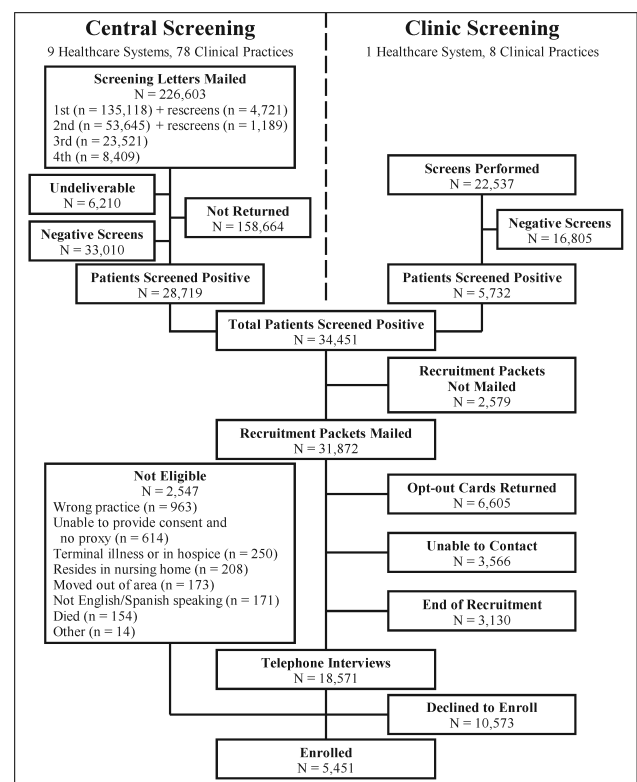 Central Screening
9 Healthcare Systems, 78 Clinical Practices
Clinic Screening
1 Healthcare System, 8 Clinical Practices
Screening Letters Mailed
N = 226,603
1st (n = 135,118) + rescreens (n = 4,721)
2nd (n = 53,645) + rescreens (n = 1,189)
3rd (n = 23,521)
4th (n = 8,409)
Undeliverable
N = 6,210
Not Returned
N = 158,664
Negative Screens
N = 33,010
Patients Screened Positive
N = 28,719
Screens Performed
N = 22,537
Negative Screens
N = 16,805
Patients Screened Positive
N = 5,732
Total Patients Screened Positive
N = 34,451
Recruitment Packets
Not Mailed
N = 2,579
Recruitment Packets Mailed
N = 31,872
Not Eligible
N = 2,547
Wrong practice (n = 963)
Unable to provide consent and
no proxy (n = 614)
Terminal illness or in hospice (n = 250)
Resides in nursing home (n = 208)
Moved out of area (n = 173)
Not English/Spanish speaking (n = 171)
Died (n = 154)
Other (n = 14)
Opt-out Cards Returned
N = 6,605
Unable to Contact
N = 3,566
End of Recruitment
N = 3,130
Telephone Interviews
N = 18,571
Declined to Enroll
N = 10,573
Enrolled
N = 5,451